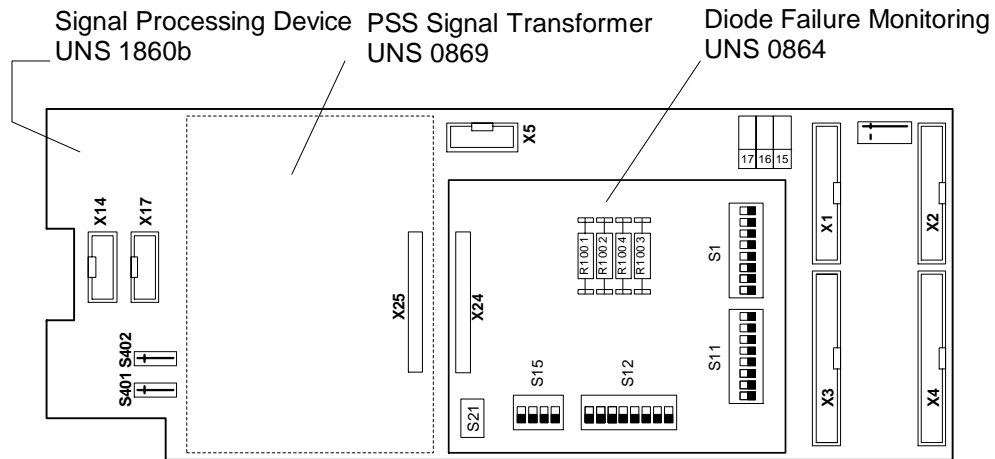 Signal Processing Device
UNS 1860b
PSS Signal Transformer
UNS 0869
Diode Failure Monitoring
UNS 0864
X5
17 16 15
X14
X17
X1
X2
R1001
R1002
R1004
R1003
S1
X25
X24
S11
S402
S401
S15
S12
S21
X3
X4